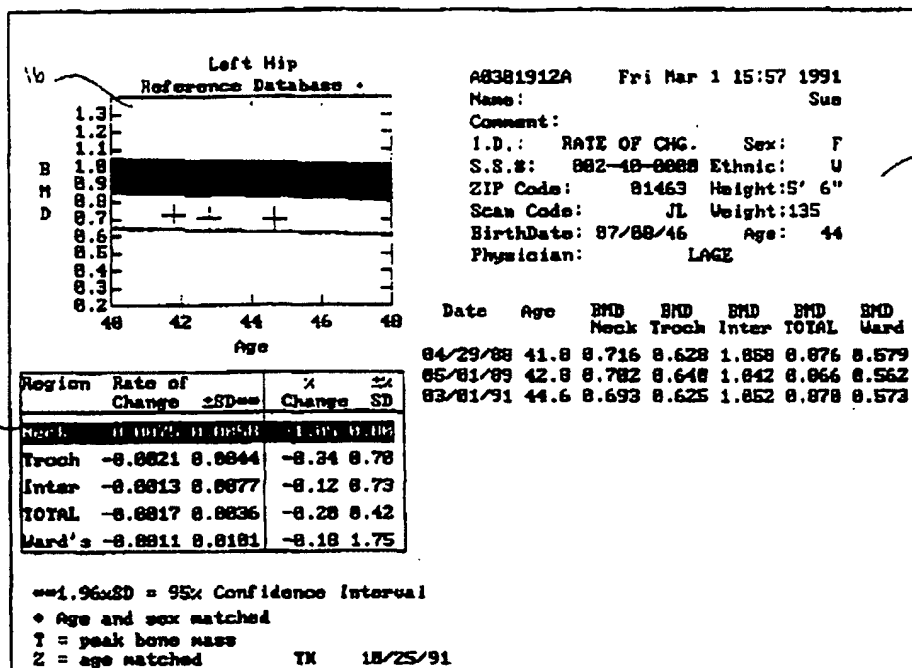 16
Left Hip
Reference Database •
1.3
1.2
1.1
1.0
0.9
0.8
0.7
0.6
0.5
0.4
0.3
0.2
BMD
40 42 44 46 48
Age
A0301912A Fri Mar 1 15:57 1991
Name: Sue
Comment:
I.D.: RATE OF CHG. Sex: F
S.S.#: 002-40-0000 Ethnic: W
ZIP Code: 01463 Height:5' 6"
Scan Code: JL Weight:135
BirthDate: 07/08/46 Age: 44
Physician: LAGE
Date Age BMD BMD BMD BMD BMD
Neck Troch Inter TOTAL Ward
04/29/88 41.8 0.716 0.628 1.058 0.876 0.579
05/01/89 42.8 0.702 0.640 1.042 0.866 0.562
03/01/91 44.6 0.693 0.625 1.052 0.870 0.573
Region Rate of % ±%
Change ±SD** Change SD
Neck
Troch -0.0021 0.0044 -0.34 0.70
Inter -0.0013 0.0077 -0.12 0.73
TOTAL -0.0017 0.0036 -0.20 0.42
Ward's -0.0011 0.0101 -0.18 1.75
**1.96xSD = 95% Confidence Interval
• Age and sex matched
T = peak bone mass
Z = age matched TK 10/25/91